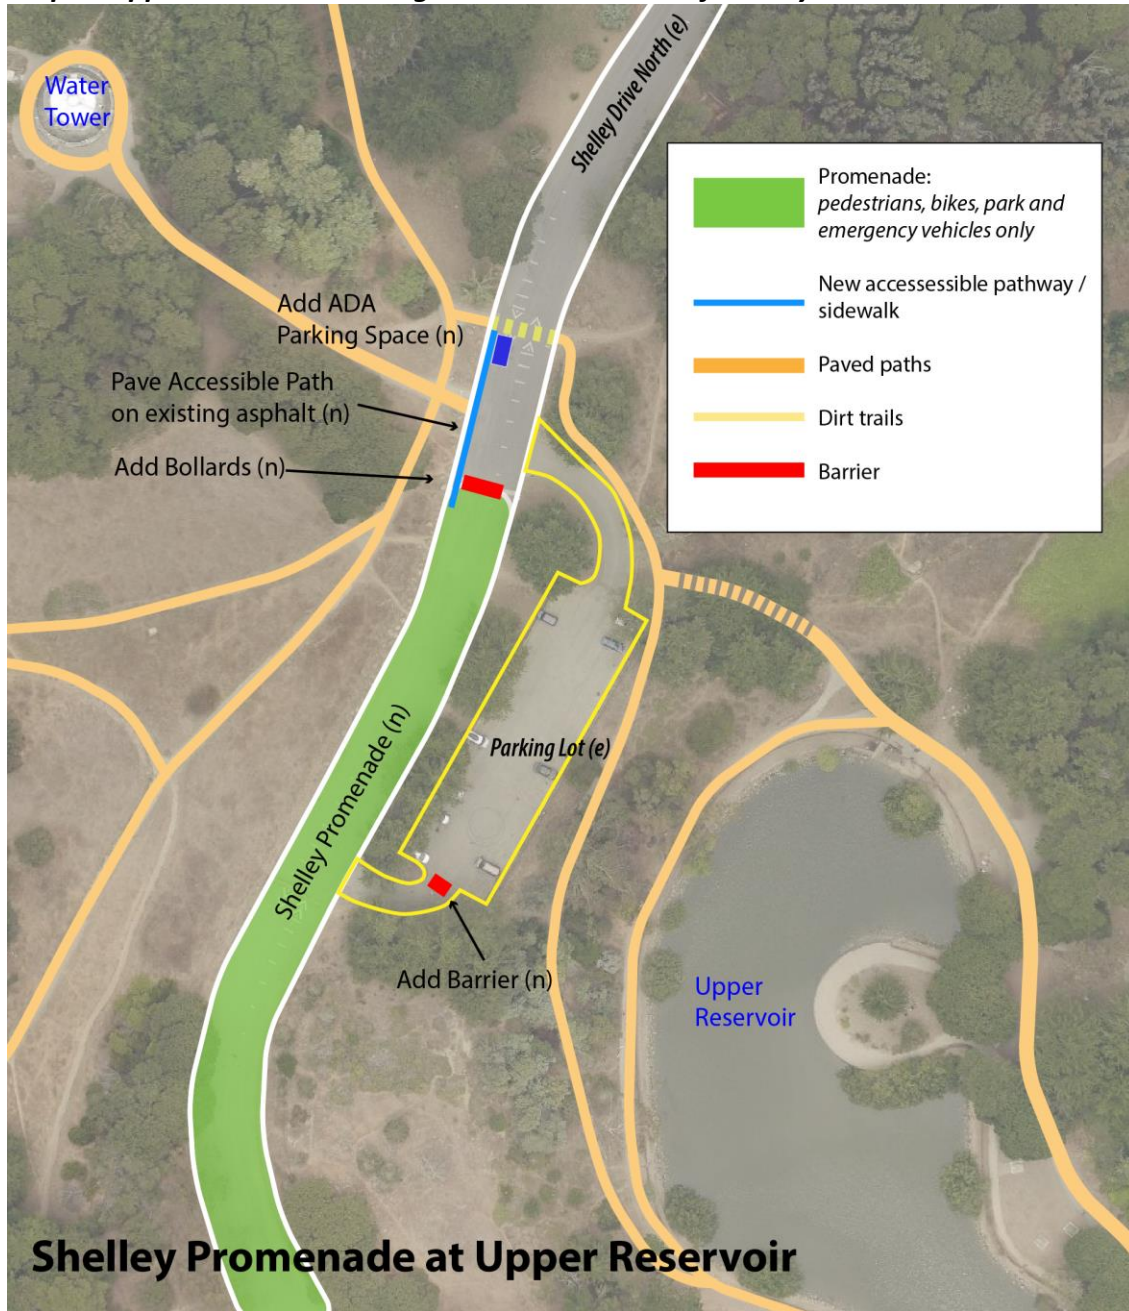 Water
Tower
Shelley Drive North (e)
Promenade:
pedestrians, bikes, park and
emergency vehicles only
New accessessible pathway /
sidewalk
Paved paths
Dirt trails
Barrier
Add ADA
Parking Space (n)
Pave Accessible Path
on existing asphalt (n)
Add Bollards (n)
Shelley Promenade (n)
Parking Lot (e)
Add Barrier (n)
Upper
Reservoir
Shelley Promenade at Upper Reservoir